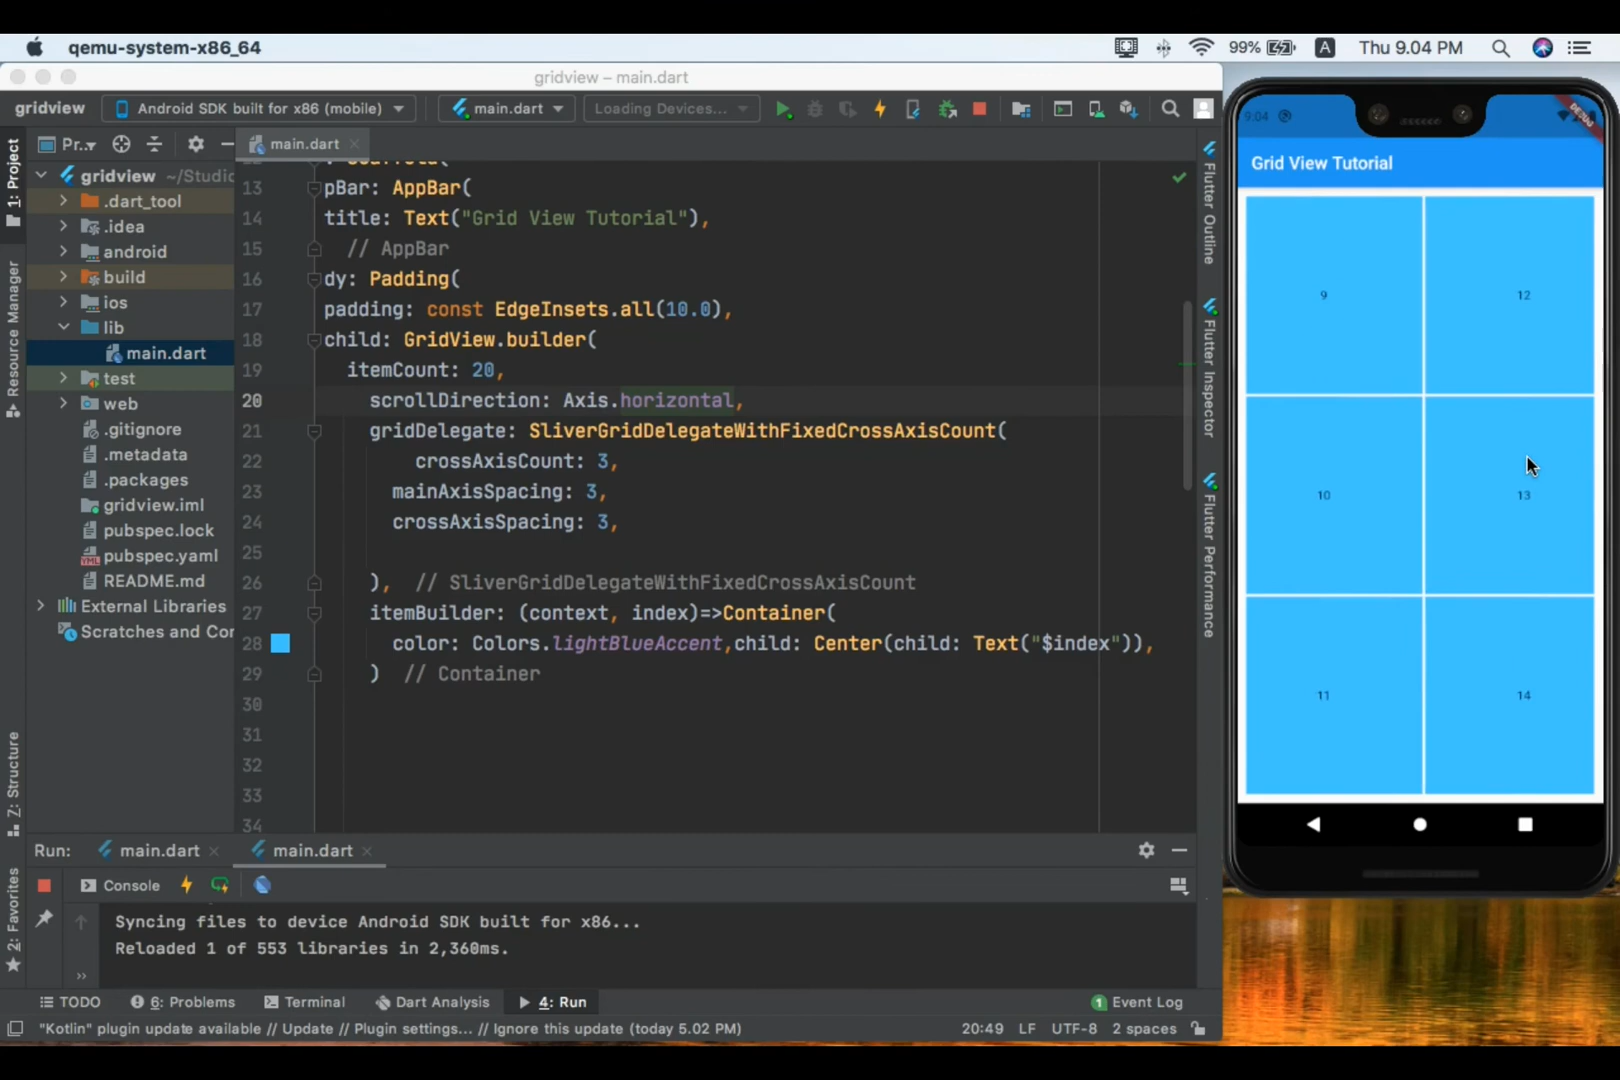 qemu-system-x86_64
99%
A
Thu 9.04 PM
gridview – main.dart
gridview
Android SDK built for x86 (mobile)
main.dart
Loading Devices...
Pr..
main.dart
1: Project
Resource Manager
Z: Structure
2: Favorites
gridview ~/Studio
.dart_tool
.idea
android
build
ios
lib
main.dart
test
web
.gitignore
.metadata
.packages
gridview.iml
pubspec.lock
pubspec.yaml
README.md
External Libraries
Scratches and Cor
13 pBar: AppBar(
14 title: Text("Grid View Tutorial"),
15 // AppBar
16 dy: Padding(
17 padding: const EdgeInsets.all(10.0),
18 child: GridView.builder(
19 itemCount: 20,
20 scrollDirection: Axis.horizontal,
21 gridDelegate: SliverGridDelegateWithFixedCrossAxisCount(
22 crossAxisCount: 3,
23 mainAxisSpacing: 3,
24 crossAxisSpacing: 3,
25
26 ), // SliverGridDelegateWithFixedCrossAxisCount
27 itemBuilder: (context, index)=>Container(
28 color: Colors.lightBlueAccent,child: Center(child: Text("$index")),
29 ) // Container
30
31
32
33
34
Flutter Outline
Flutter Inspector
Flutter Performance
9:04
DEBUG
Grid View Tutorial
9
12
10
13
11
14
Run:
main.dart
main.dart
Console
Syncing files to device Android SDK built for x86...
Reloaded 1 of 553 libraries in 2,360ms.
»
TODO
6: Problems
Terminal
Dart Analysis
4: Run
1 Event Log
"Kotlin" plugin update available // Update // Plugin settings... // Ignore this update (today 5.02 PM)
20:49
LF
UTF-8
2 spaces